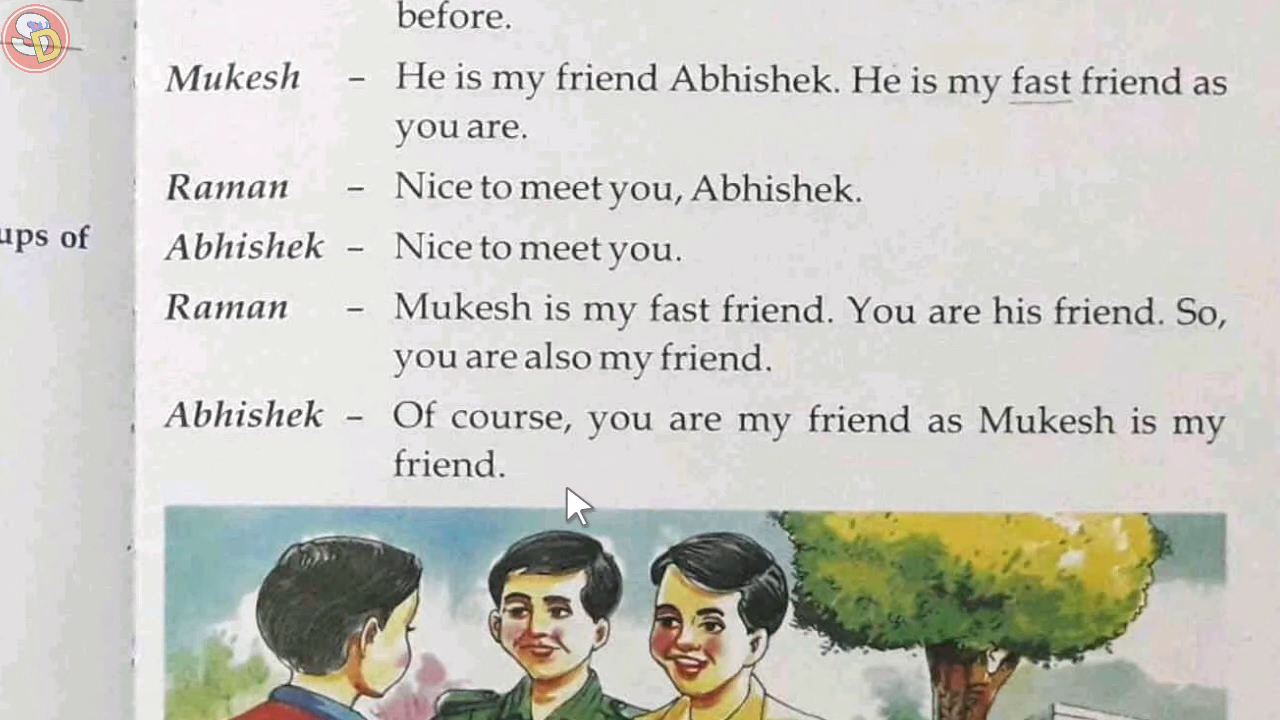 SD
before.
Mukesh – He is my friend Abhishek. He is my fast friend as
you are.
Raman – Nice to meet you, Abhishek.
ups of
Abhishek – Nice to meet you.
Raman – Mukesh is my fast friend. You are his friend. So,
you are also my friend.
Abhishek – Of course, you are my friend as Mukesh is my
friend.